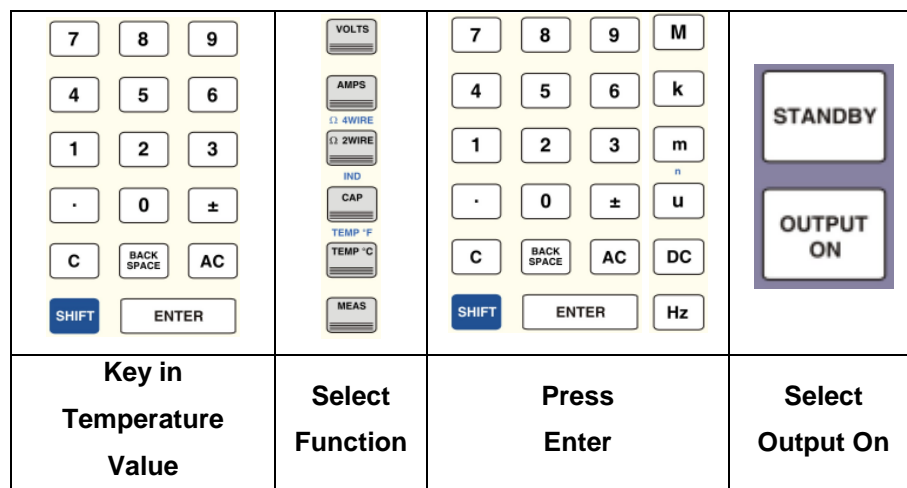 7 8 9
4 5 6
1 2 3
. 0 ±
C BACK SPACE AC
SHIFT ENTER
VOLTS
AMPS
Ω 4WIRE
Ω 2WIRE
IND
CAP
TEMP °F
TEMP °C
MEAS
7 8 9 M
4 5 6 k
1 2 3 m
n
. 0 ± u
C BACK SPACE AC DC
SHIFT ENTER Hz
STANDBY
OUTPUT
ON
Key in
Temperature
Value
Select
Function
Press
Enter
Select
Output On